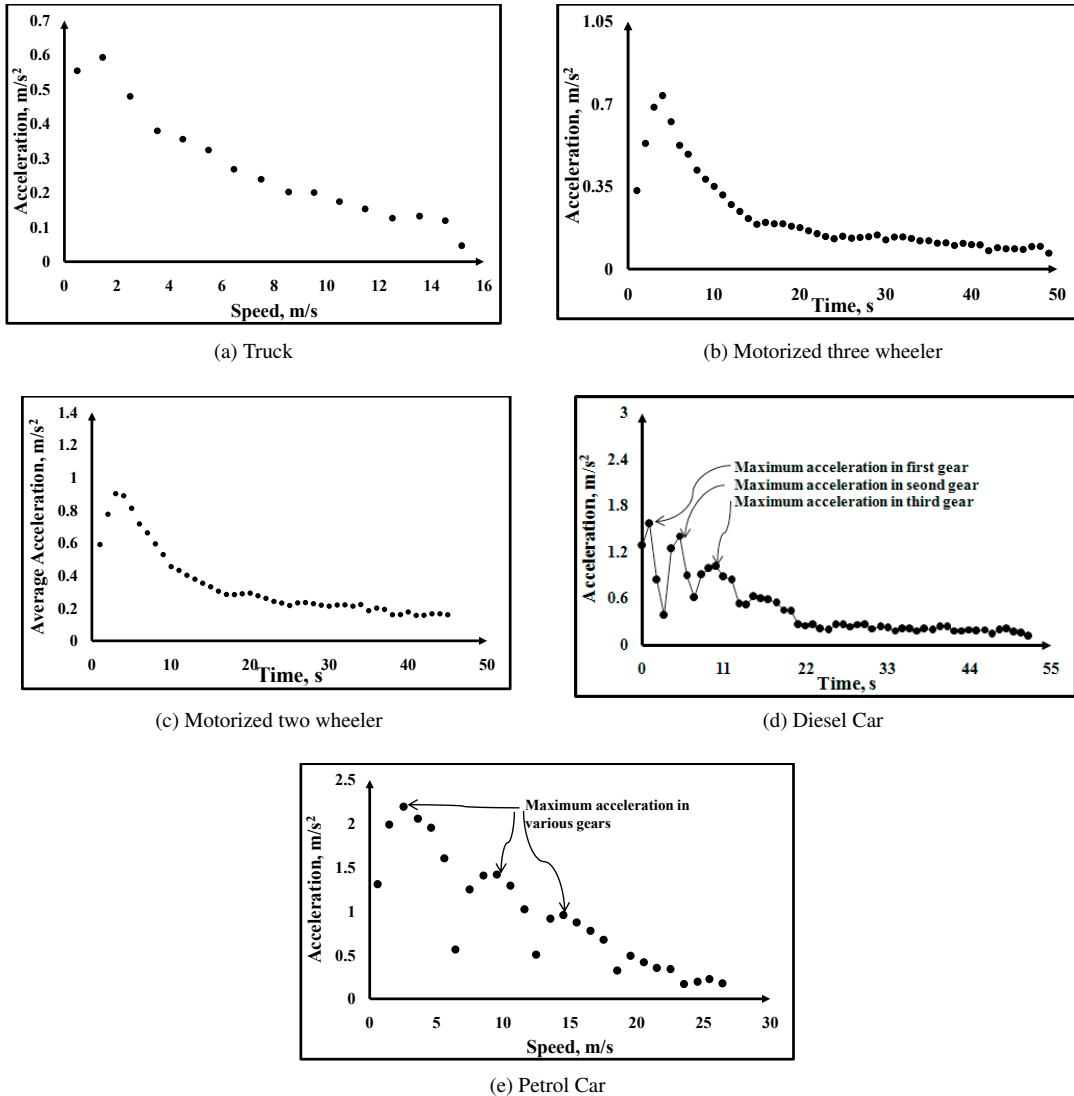 0.7
0.6
0.5
0.4
0.3
0.2
0.1
0
Acceleration, m/s²
0 2 4 6 8 10 12 14 16
Speed, m/s
(a) Truck
1.05
0.7
0.35
0
Acceleration, m/s²
0 10 20 30 40 50
Time, s
(b) Motorized three wheeler
1.4
1.2
1
0.8
0.6
0.4
0.2
0
Average Acceleration, m/s²
0 10 20 30 40 50
Time, s
(c) Motorized two wheeler
3
2.4
1.8
1.2
0.6
0
Acceleration, m/s²
Maximum acceleration in first gear
Maximum acceleration in seond gear
Maximum acceleration in third gear
0 11 22 33 44 55
Time, s
(d) Diesel Car
2.5
2
1.5
1
0.5
0
Acceleration, m/s²
Maximum acceleration in
various gears
0 5 10 15 20 25 30
Speed, m/s
(e) Petrol Car